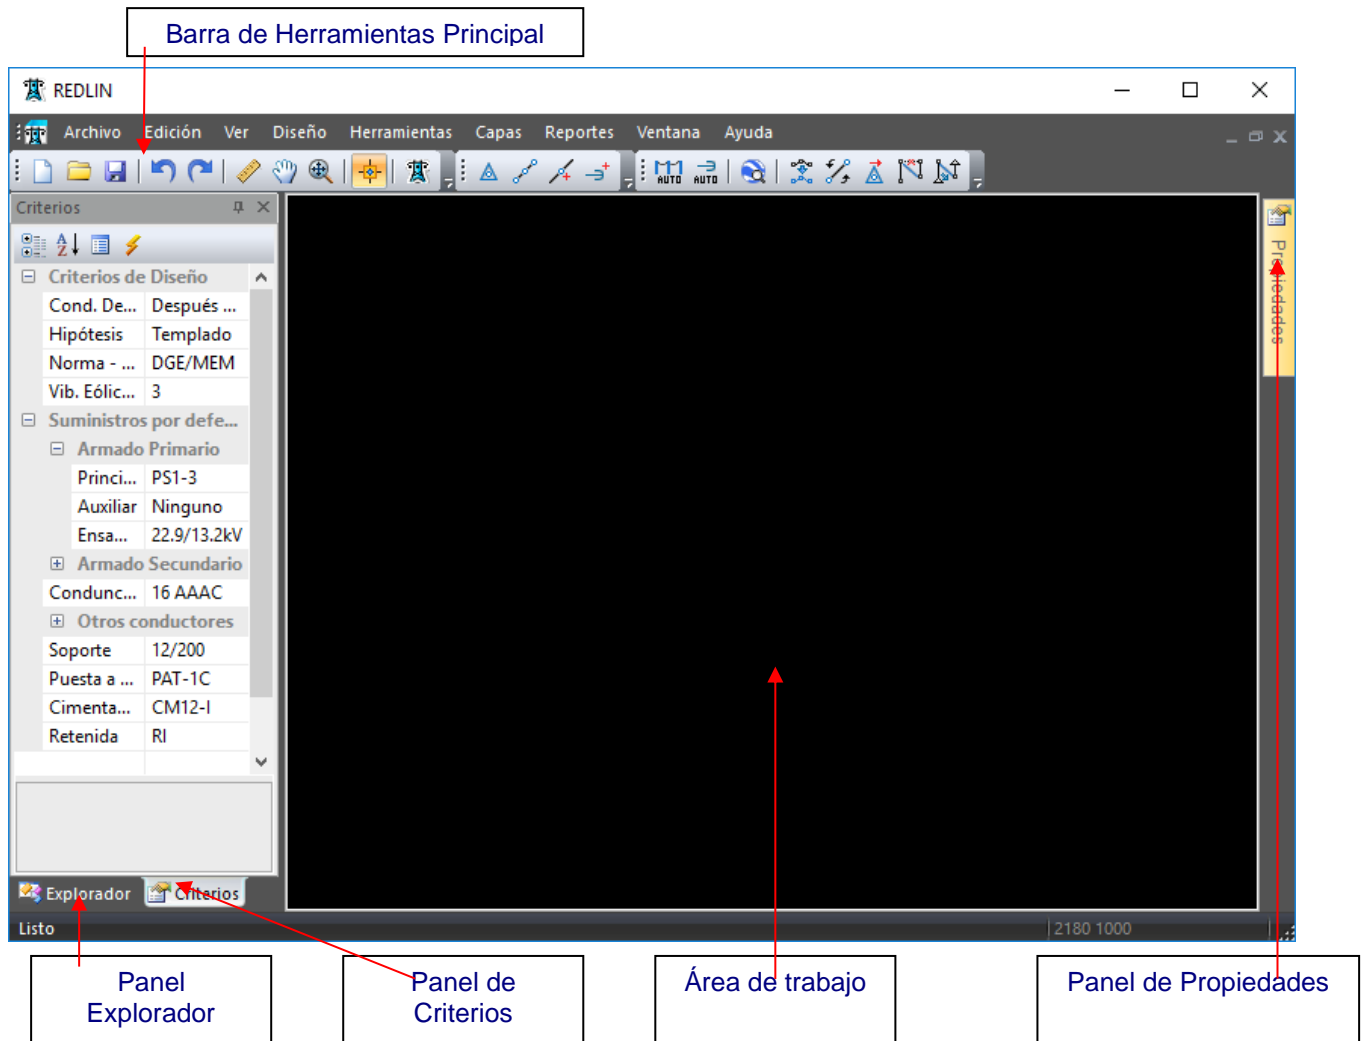 Barra de Herramientas Principal
REDLIN
Archivo Edición Ver Diseño Herramientas Capas Reportes Ventana Ayuda
AUTO AUTO
Criterios
Propiedades
Criterios de Diseño
Cond. De... Después ...
Hipótesis Templado
Norma - ... DGE/MEM
Vib. Eólic... 3
Suministros por defe...
Armado Primario
Princi... PS1-3
Auxiliar Ninguno
Ensa... 22.9/13.2kV
Armado Secundario
Condunc... 16 AAAC
Otros conductores
Soporte 12/200
Puesta a ... PAT-1C
Cimenta... CM12-I
Retenida RI
Explorador Criterios
Listo 2180 1000
Panel Explorador
Panel de Criterios
Área de trabajo
Panel de Propiedades